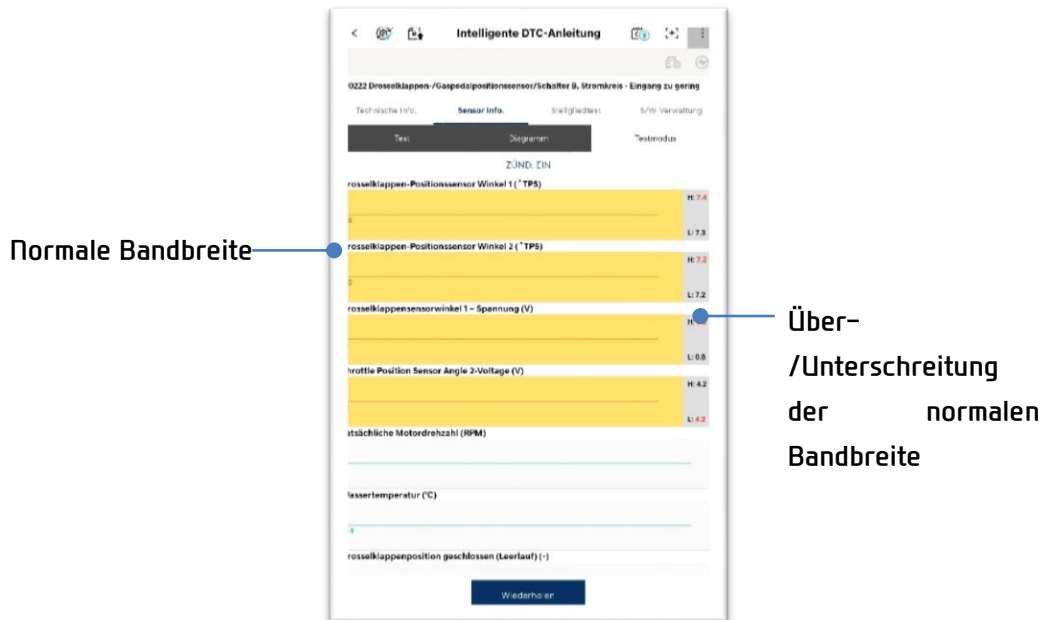 Intelligente DTC-Anleitung
0222 Drosselklappen-/Gaspedalpositionssensor/Schalter B, Stromkreis - Eingang zu gering
Technische Info. Sensor Info. Stellgliedtest S/W Verwaltung
Text Diagramm Testmodus
ZÜND. EIN
rosselklappen-Positionssensor Winkel 1 (˚TPS)
H: 7.4
L: 7.3
Normale Bandbreite
rosselklappen-Positionssensor Winkel 2 (˚TPS)
H: 7.3
L: 7.2
rosselklappensensorwinkel 1 – Spannung (V)
H:
L: 0.8
Über-
/Unterschreitung
der normalen
Bandbreite
hrottle Position Sensor Angle 2-Voltage (V)
H: 4.2
L: 4.2
atsächliche Motordrehzahl (RPM)
/assertemperatur (°C)
rosselklappenposition geschlossen (Leerlauf) (-)
Wiederholen